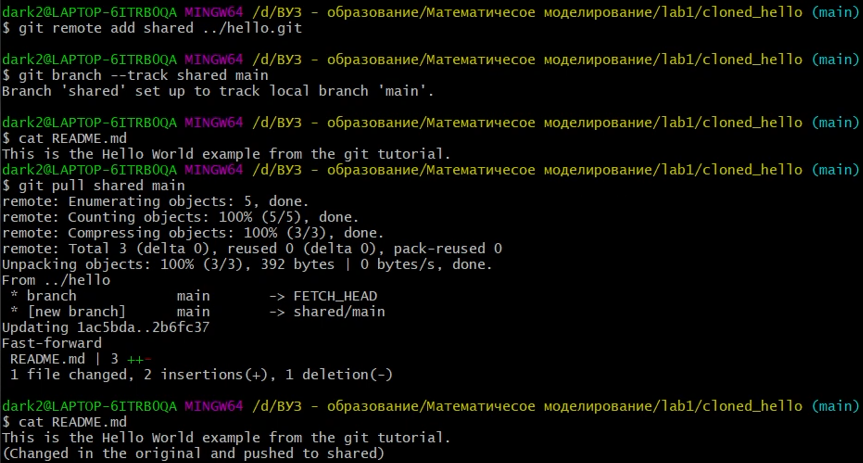 dark2@LAPTOP-6ITRB0QA MINGW64 /d/ВУЗ - образование/Математичесое моделирование/lab1/cloned_hello (main)
$ git remote add shared ../hello.git
dark2@LAPTOP-6ITRB0QA MINGW64 /d/ВУЗ - образование/Математичесое моделирование/lab1/cloned_hello (main)
$ git branch --track shared main
Branch 'shared' set up to track local branch 'main'.
dark2@LAPTOP-6ITRB0QA MINGW64 /d/ВУЗ - образование/Математичесое моделирование/lab1/cloned_hello (main)
$ cat README.md
This is the Hello World example from the git tutorial.
dark2@LAPTOP-6ITRB0QA MINGW64 /d/ВУЗ - образование/Математичесое моделирование/lab1/cloned_hello (main)
$ git pull shared main
remote: Enumerating objects: 5, done.
remote: Counting objects: 100% (5/5), done.
remote: Compressing objects: 100% (3/3), done.
remote: Total 3 (delta 0), reused 0 (delta 0), pack-reused 0
Unpacking objects: 100% (3/3), 392 bytes | 0 bytes/s, done.
From ../hello
 * branch            main       -> FETCH_HEAD
 * [new branch]      main       -> shared/main
Updating 1ac5bda..2b6fc37
Fast-forward
 README.md | 3 ++-
 1 file changed, 2 insertions(+), 1 deletion(-)
dark2@LAPTOP-6ITRB0QA MINGW64 /d/ВУЗ - образование/Математичесое моделирование/lab1/cloned_hello (main)
$ cat README.md
This is the Hello World example from the git tutorial.
(Changed in the original and pushed to shared)